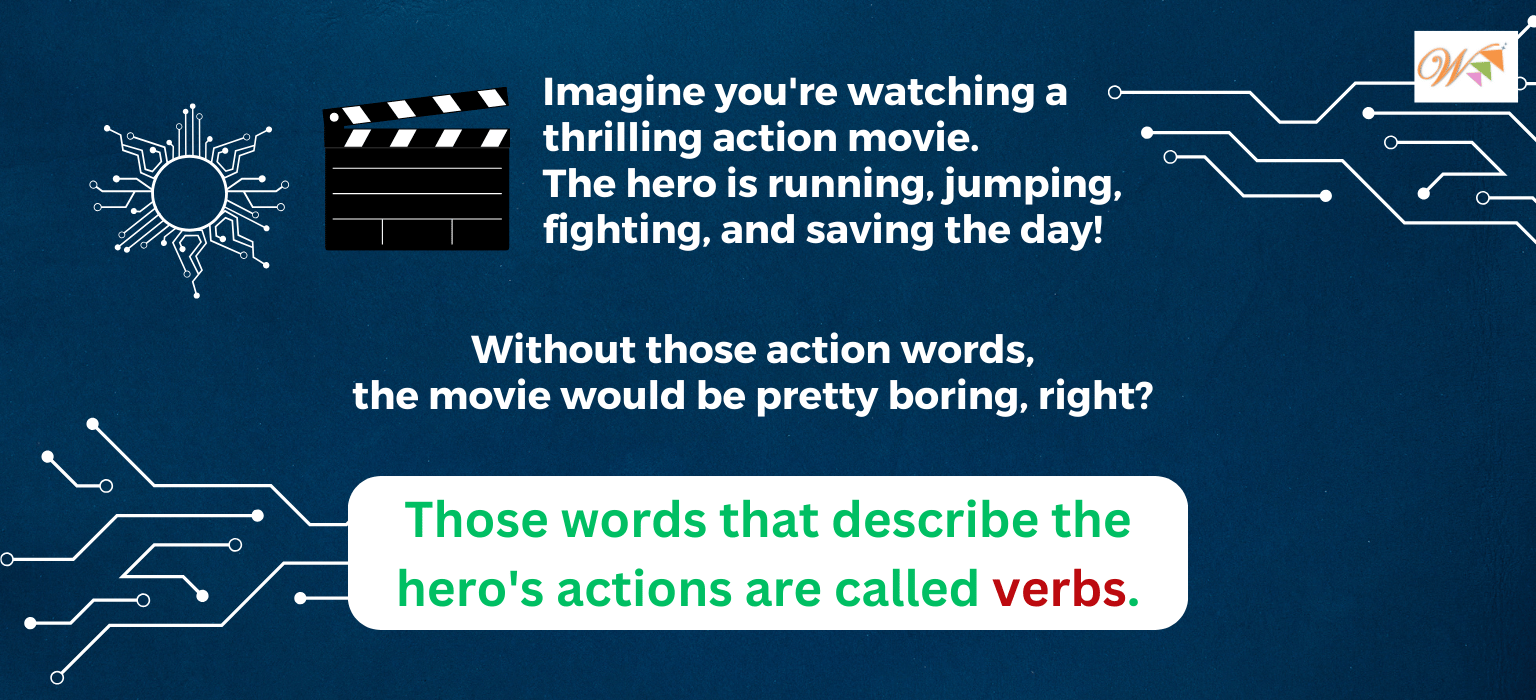 Imagine you're watching a
thrilling action movie.
The hero is running, jumping,
fighting, and saving the day!
Without those action words,
the movie would be pretty boring, right?
Those words that describe the
hero's actions are called verbs.
W